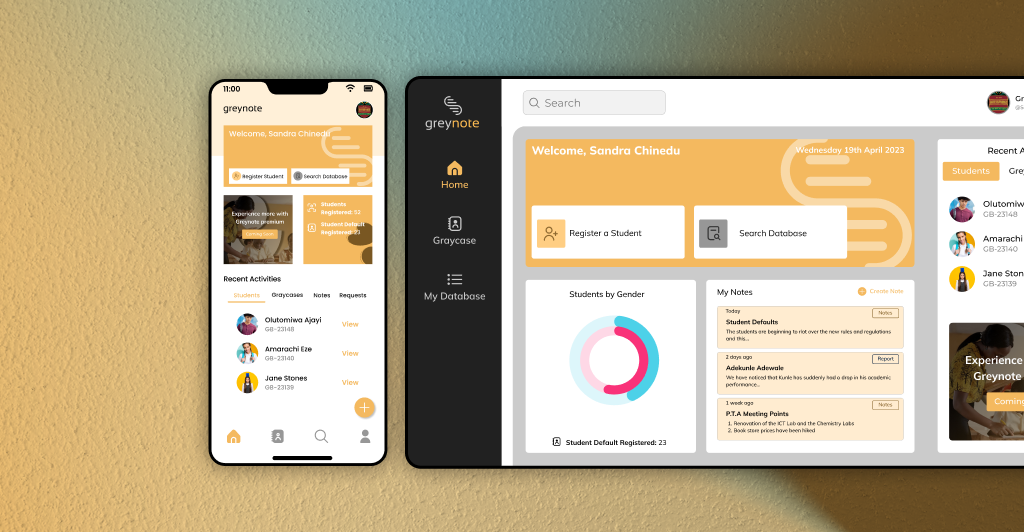 11:00
greynote
Welcome, Sandra Chinedu
Register Student
Search Database
Experience more with
Greynote premium
Coming Soon
Students
Registered: 52
Student Default
Registered: 23
Recent Activities
Students Graycases Notes Requests
Olutomiwa Ajayi
GB-23148
View
Amarachi Eze
GB-23140
View
Jane Stones
GB-23139
View
greynote
Home
Graycase
My Database
Search
Gr
Welcome, Sandra Chinedu
Wednesday 19th April 2023
Register a Student
Search Database
Students by Gender
Student Default Registered: 23
My Notes
Create Note
Today
Notes
Student Defaults
The students are beginning to riot over the new rules and regulations
and this...
2 days ago
Report
Adekunle Adewale
We have noticed that Kunle has suddenly had a drop in his academic
performance...
1 week ago
Notes
P.T.A Meeting Points
1. Renovation of the ICT Lab and the Chemistry Labs
2. Book store prices have been hiked
Recent A
Students Grey
Olutomiw
GB-23148
Amarachi
GB-23140
Jane Ston
GB-23139
Experience
Greynote
Coming